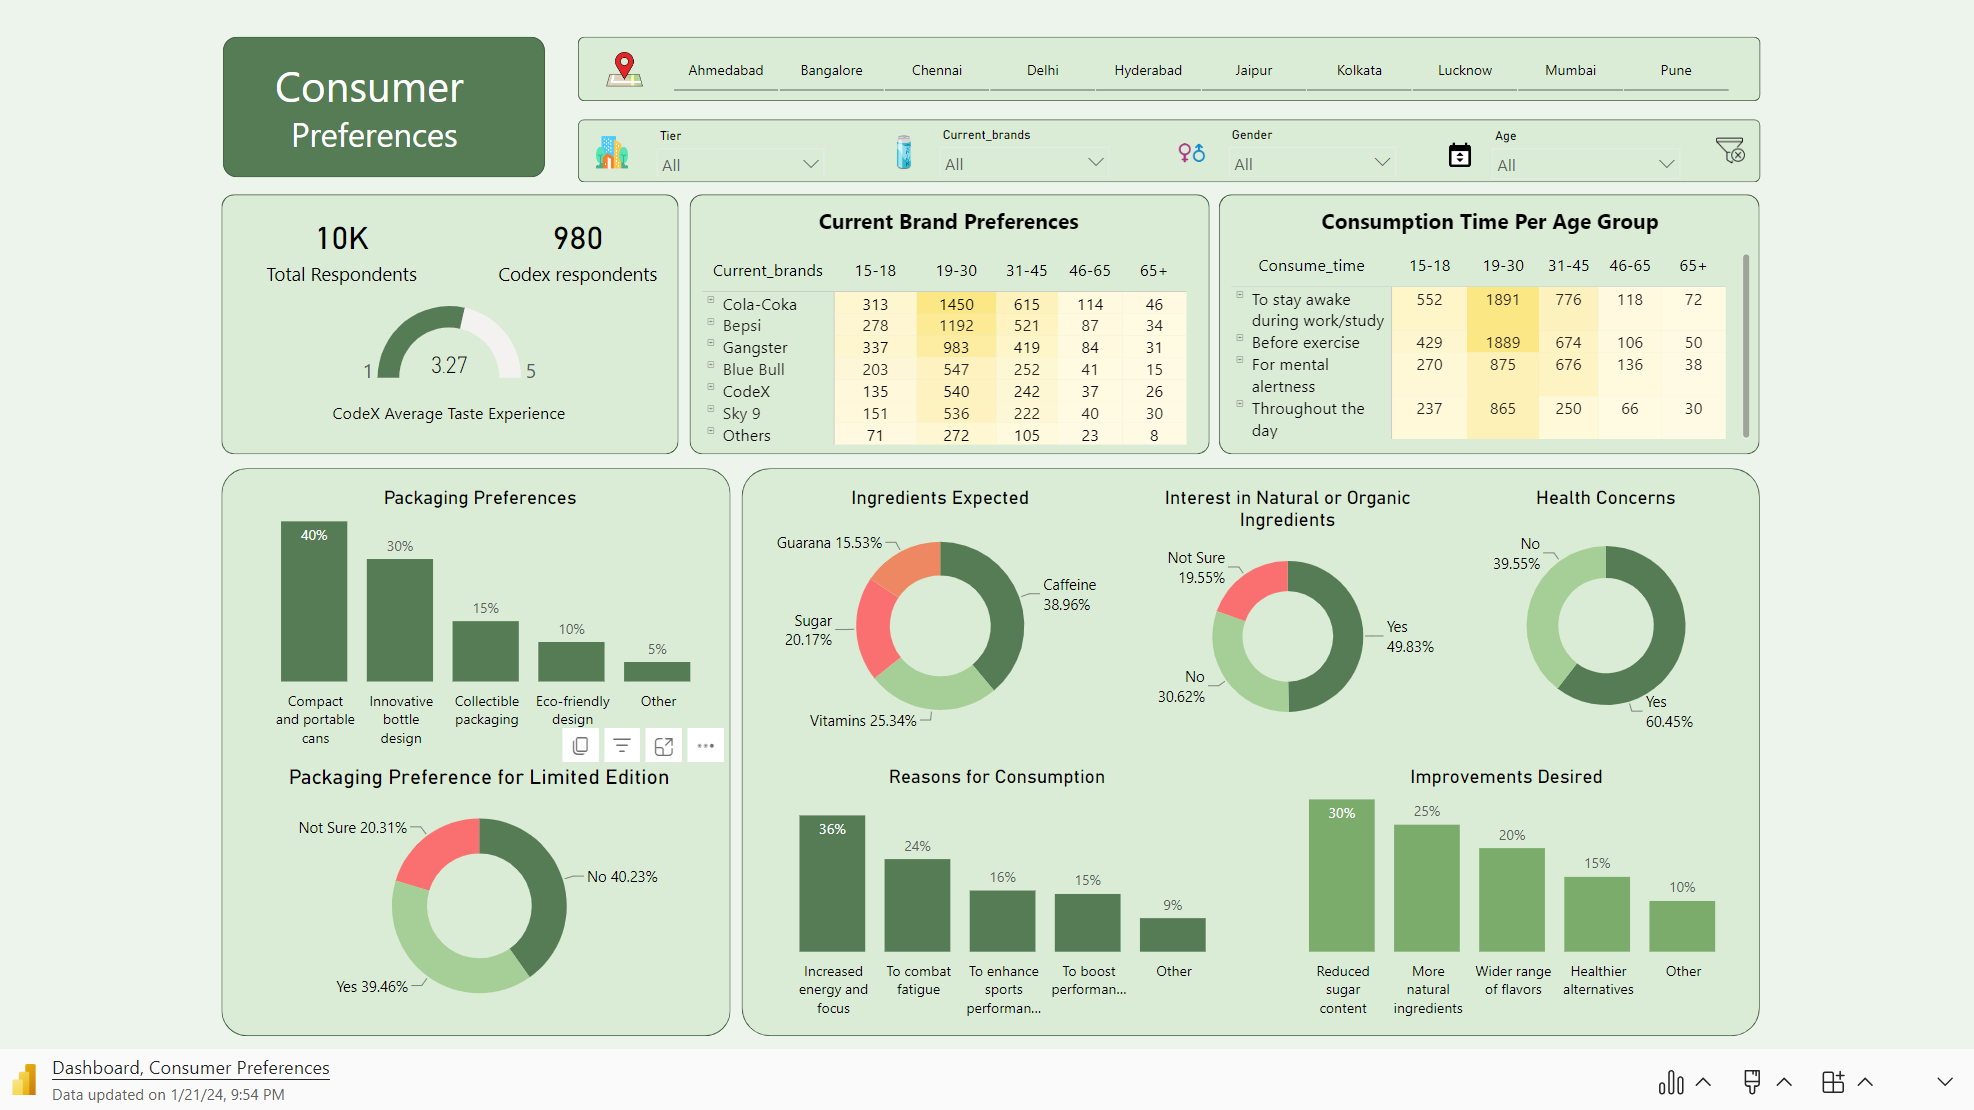 Consumer
Preferences
Ahmedabad Bangalore Chennai Delhi Hyderabad Jaipur Kolkata Lucknow Mumbai Pune
Tier
All
Current_brands
All
Gender
All
Age
All
10K
Total Respondents
980
Codex respondents
1 3.27 5
CodeX Average Taste Experience
Current Brand Preferences
Current_brands 15-18 19-30 31-45 46-65 65+
Cola-Coka 313 1450 615 114 46
Bepsi 278 1192 521 87 34
Gangster 337 983 419 84 31
Blue Bull 203 547 252 41 15
CodeX 135 540 242 37 26
Sky 9 151 536 222 40 30
Others 71 272 105 23 8
Consumption Time Per Age Group
Consume_time 15-18 19-30 31-45 46-65 65+
To stay awake 552 1891 776 118 72
during work/study
Before exercise 429 1889 674 106 50
For mental 270 875 676 136 38
alertness
Throughout the 237 865 250 66 30
day
Packaging Preferences
40%
30%
15%
10%
5%
Compact
and portable
cans
Innovative
bottle
design
Collectible
packaging
Eco-friendly
design
Other
Packaging Preference for Limited Edition
Not Sure 20.31%
No 40.23%
Yes 39.46%
Ingredients Expected
Guarana 15.53%
Caffeine
38.96%
Sugar
20.17%
Vitamins 25.34%
Interest in Natural or Organic
Ingredients
Not Sure
19.55%
Yes
49.83%
No
30.62%
Health Concerns
No
39.55%
Yes
60.45%
Reasons for Consumption
36%
24%
16%
15%
9%
Increased
energy and
focus
To combat
fatigue
To enhance
sports
performan...
To boost
performan...
Other
Improvements Desired
30%
25%
20%
15%
10%
Reduced
sugar
content
More
natural
ingredients
Wider range
of flavors
Healthier
alternatives
Other
Dashboard, Consumer Preferences
Data updated on 1/21/24, 9:54 PM